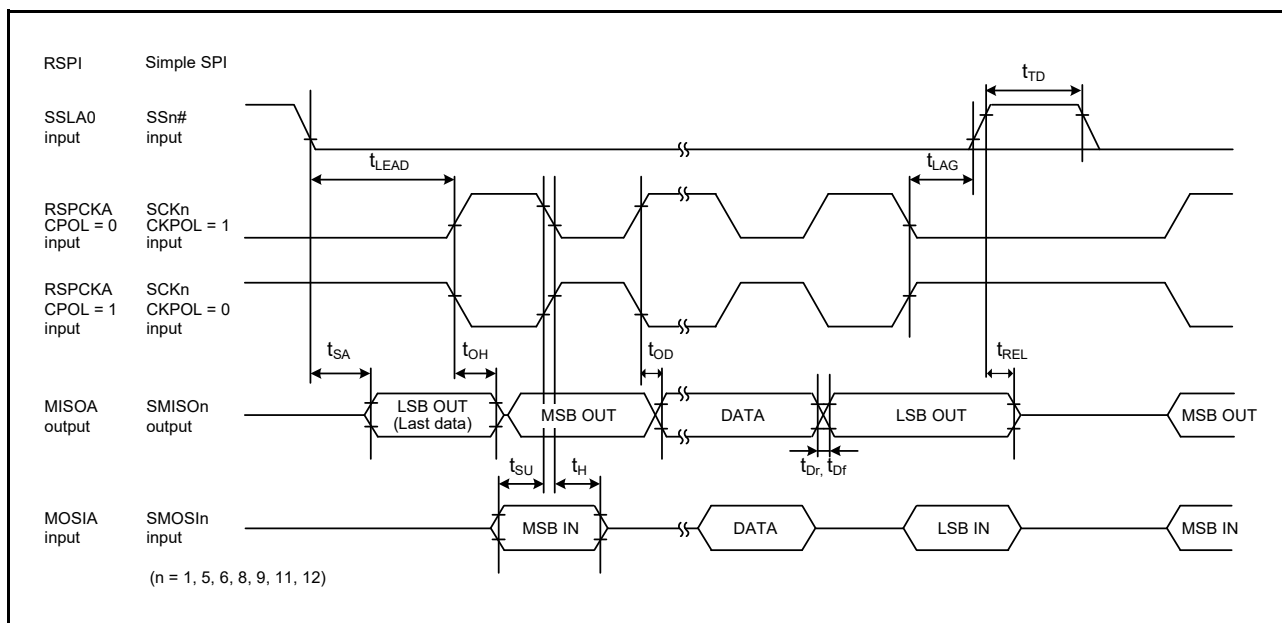 RSPI Simple SPI
tTD
SSLA0 SSn#
input input
tLEAD
tLAG
RSPCKA SCKn
CPOL = 0 CKPOL = 1
input input
RSPCKA SCKn
CPOL = 1 CKPOL = 0
input input
tSA
tOH
tOD
tREL
MISOA SMISOn
output output
LSB OUT
(Last data)
MSB OUT
DATA
LSB OUT
MSB OUT
tSU
tH
tDr, tDf
MOSIA SMOSIn
input input
MSB IN
DATA
LSB IN
MSB IN
(n = 1, 5, 6, 8, 9, 11, 12)